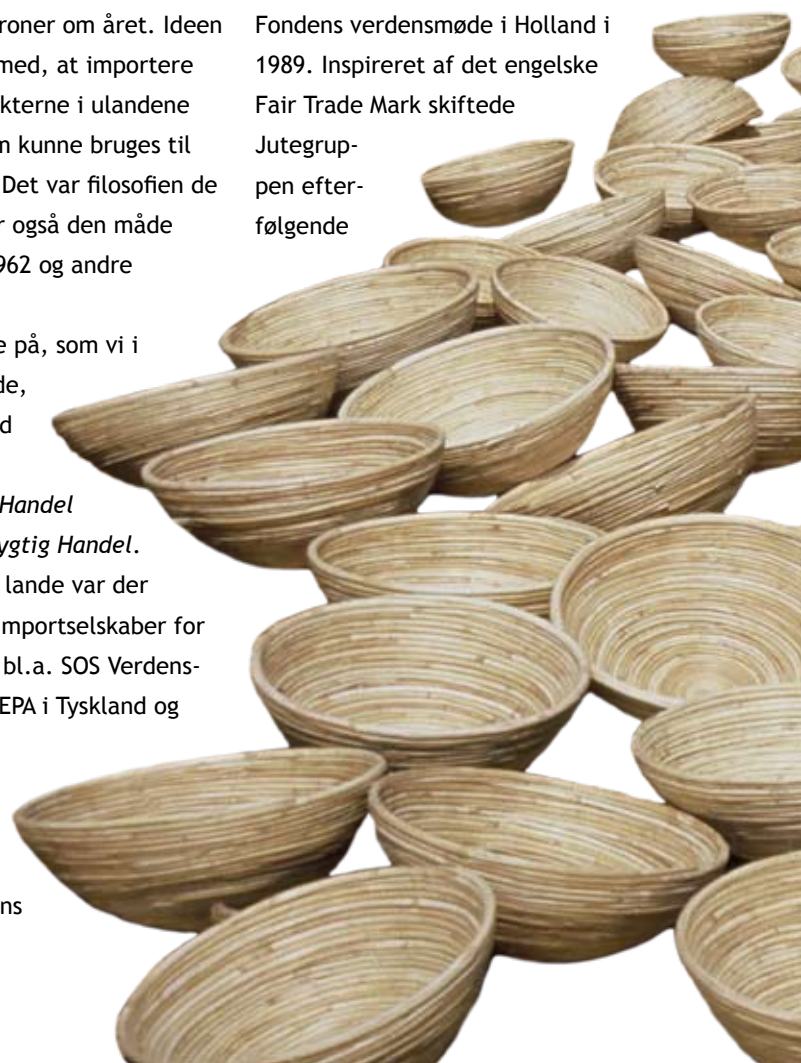 roner om året. Ideen
med, at importere
kterne i ulandene
n kunne bruges til
Det var filosofien de
r også den måde
962 og andre
e på, som vi i
de,
d
Handel
ygtig Handel.
lande var der
mportselskaber for
bl.a. SOS Verdens-
EPA i Tyskland og
ns
Fondens verdensmøde i Holland i
1989. Inspireret af det engelske
Fair Trade Mark skiftede
Jutegrup-
pen efter-
følgende